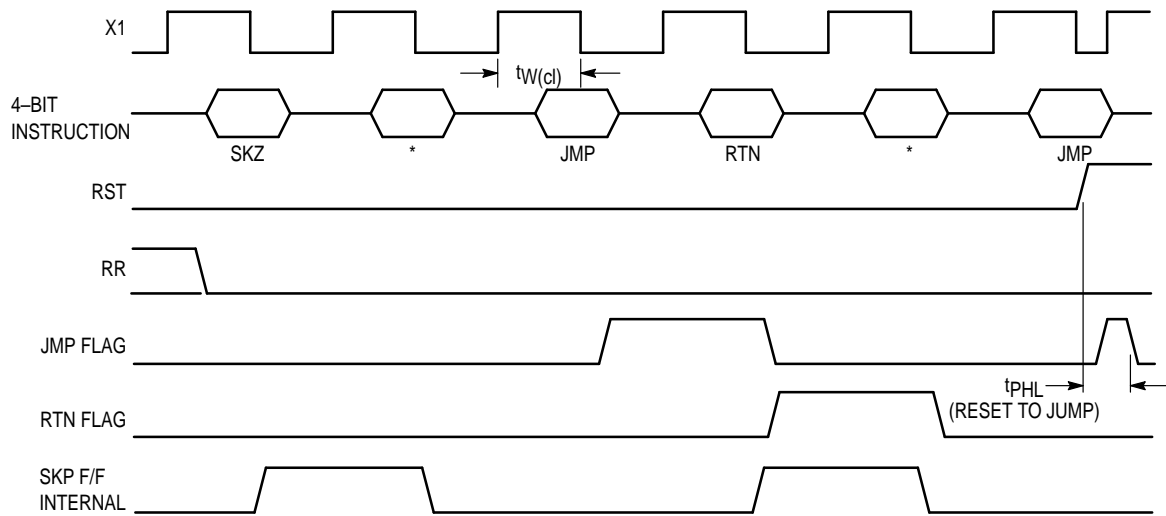 X1
tW(cl)
4–BIT
INSTRUCTION
SKZ * JMP RTN * JMP
RST
RR
JMP FLAG
tPHL
(RESET TO JUMP)
RTN FLAG
SKP F/F
INTERNAL